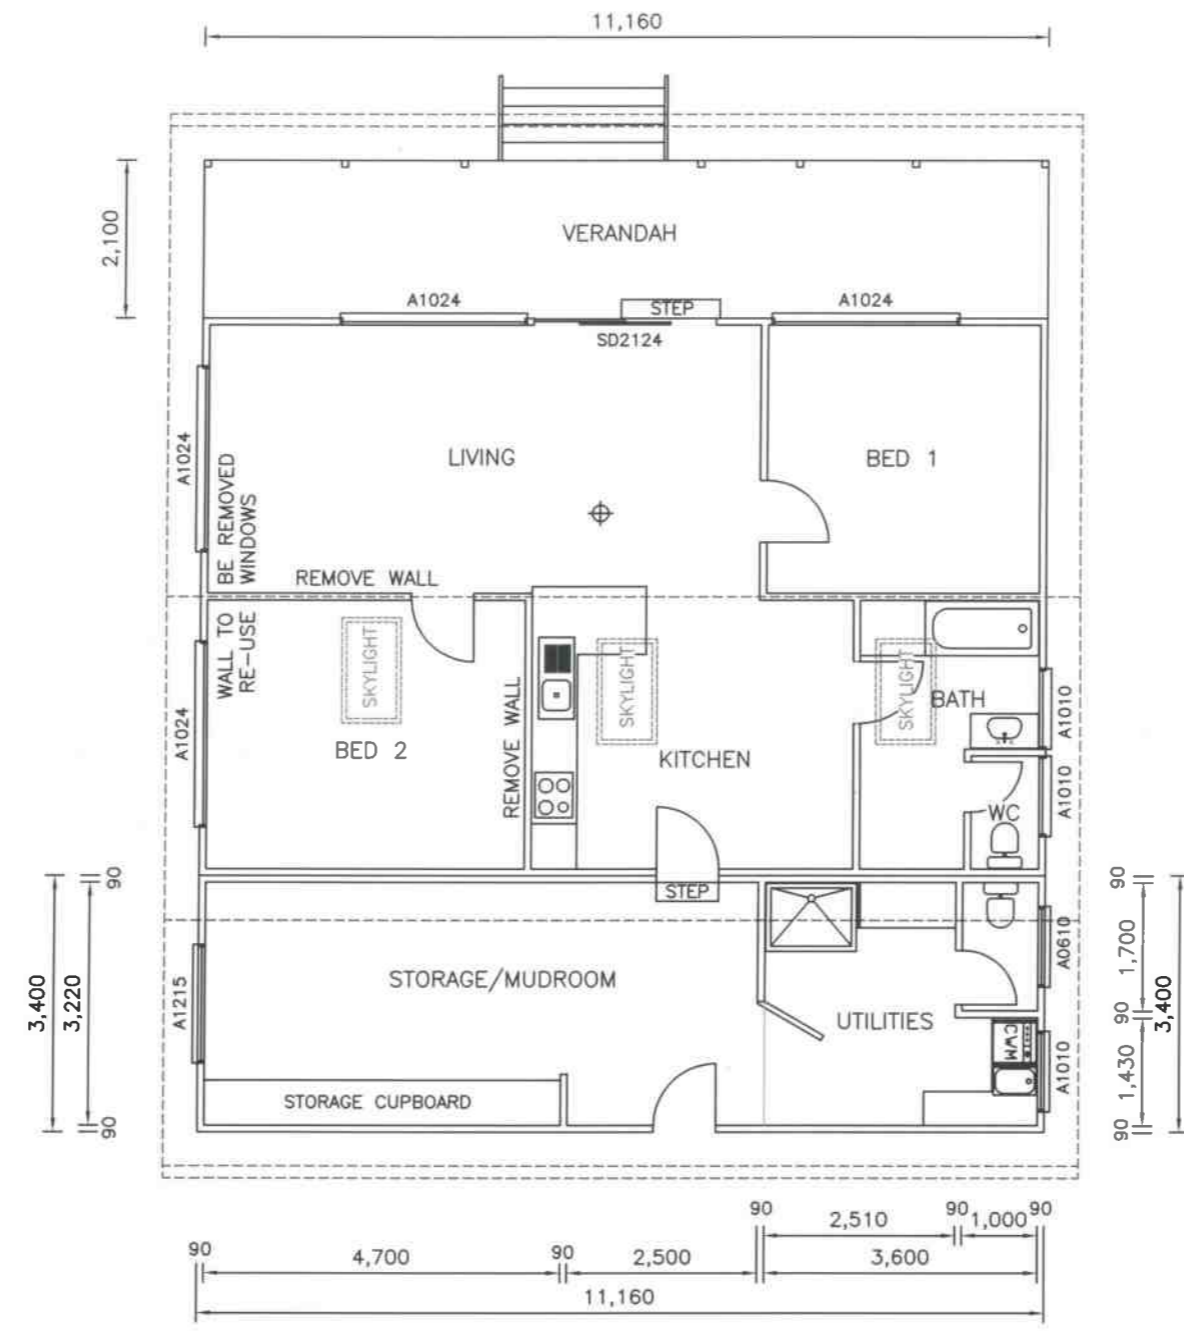 11,160
2,100
VERANDAH
A1024
STEP
A1024
SD2124
A1024
LIVING
BED 1
BE REMOVED
WINDOWS
REMOVE WALL
WALL TO
RE-USE
SKYLIGHT
SKYLIGHT
SKYLIGHT
BATH
A1010
A1024
BED 2
REMOVE WALL
KITCHEN
A1010
WC
90
STEP
90
3,400
3,220
A1215
STORAGE/MUDROOM
UTILITIES
CWM
A0610
1,700
90
3,400
A1010
1,430
STORAGE CUPBOARD
90
90
90
2,510
90
1,000
90
90
4,700
90
2,500
3,600
11,160